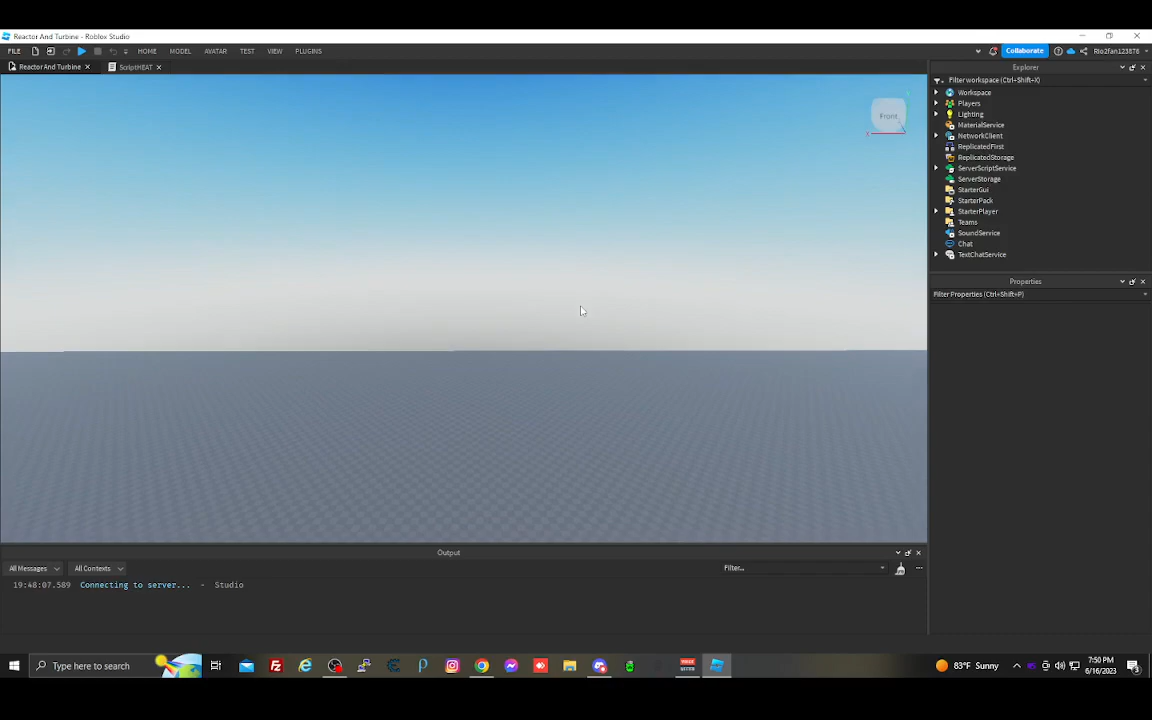 Reactor And Turbine - Roblox Studio
FILE HOME MODEL AVATAR TEST VIEW PLUGINS Collaborate Rio2fan123876
Reactor And Turbine ScriptHEAT
Front
X
Explorer
Filter workspace (Ctrl+Shift+X)
Workspace
Players
Lighting
MaterialService
NetworkClient
ReplicatedFirst
ReplicatedStorage
ServerScriptService
ServerStorage
StarterGui
StarterPack
StarterPlayer
Teams
SoundService
Chat
TextChatService
Properties
Filter Properties (Ctrl+Shift+P)
Output
All Messages All Contexts Filter...
19:48:07.589 Connecting to server... - Studio
Type here to search
83°F Sunny
7:50 PM
6/16/2023
3